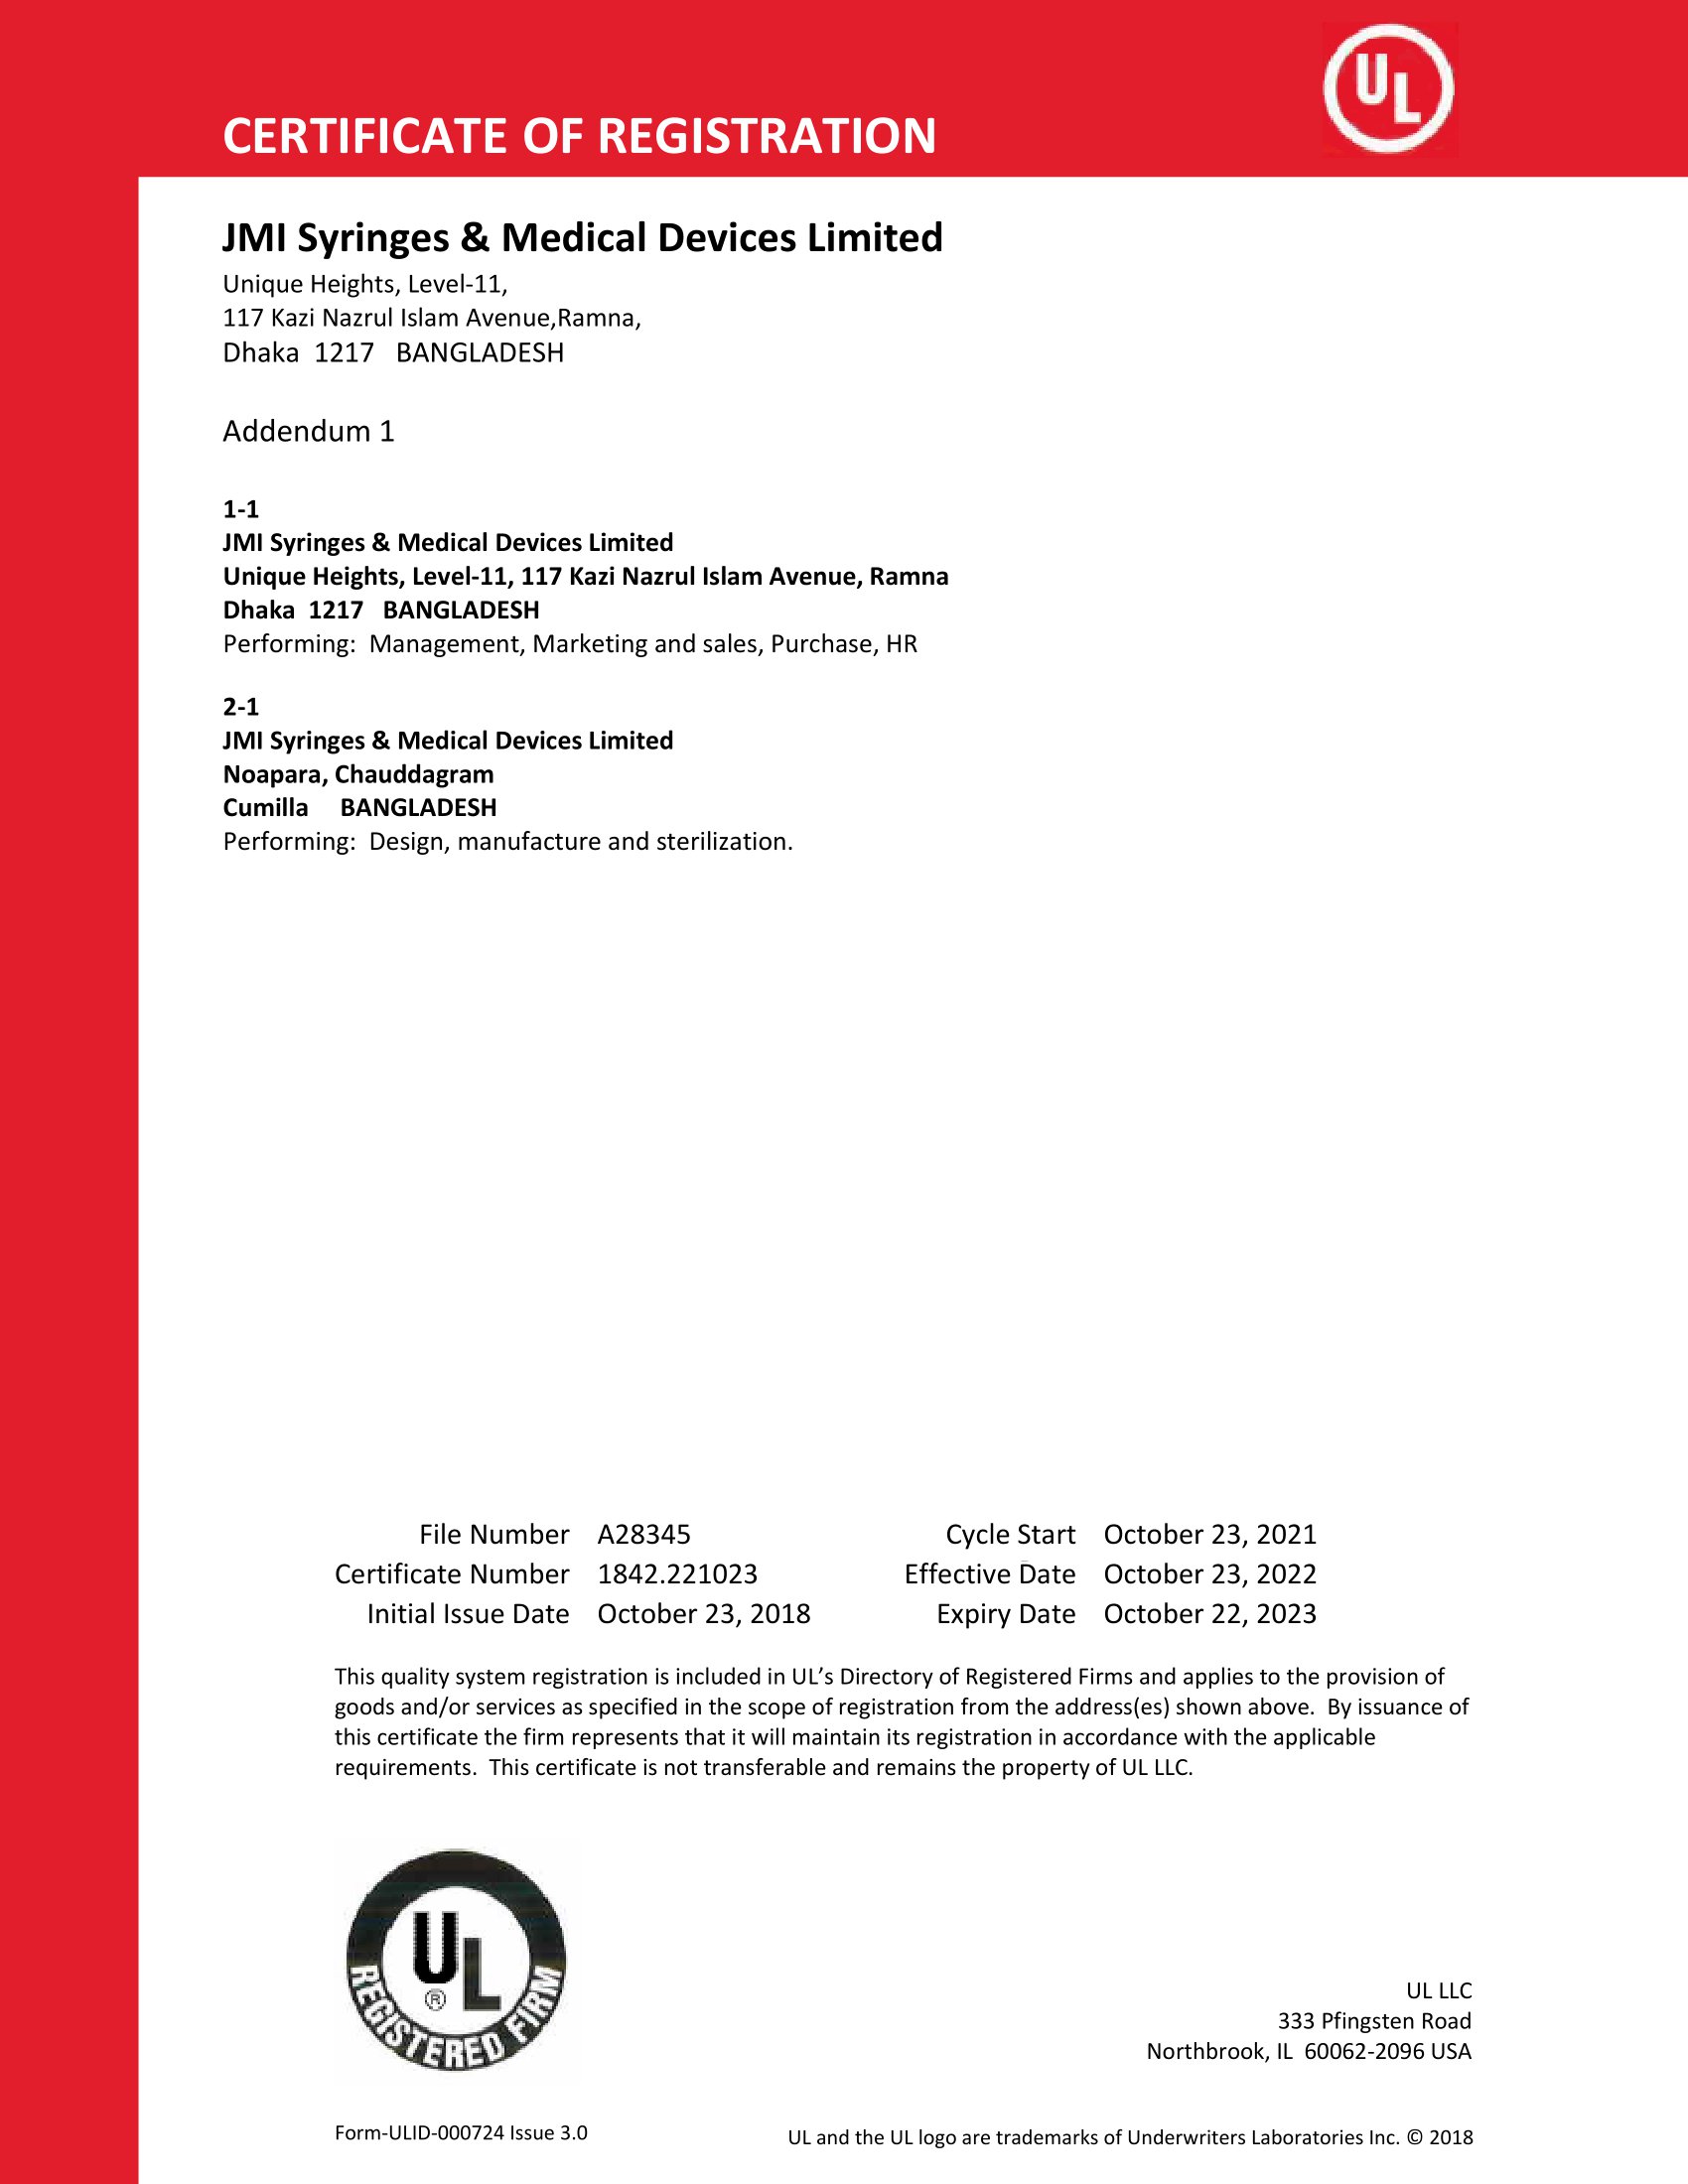 UL
CERTIFICATE OF REGISTRATION
JMI Syringes & Medical Devices Limited
Unique Heights, Level-11,
117 Kazi Nazrul Islam Avenue,Ramna,
Dhaka 1217 BANGLADESH
Addendum 1
1-1
JMI Syringes & Medical Devices Limited
Unique Heights, Level-11, 117 Kazi Nazrul Islam Avenue, Ramna
Dhaka 1217 BANGLADESH
Performing: Management, Marketing and sales, Purchase, HR
2-1
JMI Syringes & Medical Devices Limited
Noapara, Chauddagram
Cumilla BANGLADESH
Performing: Design, manufacture and sterilization.
File Number A28345 Cycle Start October 23, 2021
Certificate Number 1842.221023 Effective Date October 23, 2022
Initial Issue Date October 23, 2018 Expiry Date October 22, 2023
This quality system registration is included in UL’s Directory of Registered Firms and applies to the provision of
goods and/or services as specified in the scope of registration from the address(es) shown above. By issuance of
this certificate the firm represents that it will maintain its registration in accordance with the applicable
requirements. This certificate is not transferable and remains the property of UL LLC.
UL ®
REGISTERED FIRM
UL LLC
333 Pfingsten Road
Northbrook, IL 60062-2096 USA
Form-ULID-000724 Issue 3.0
UL and the UL logo are trademarks of Underwriters Laboratories Inc. © 2018